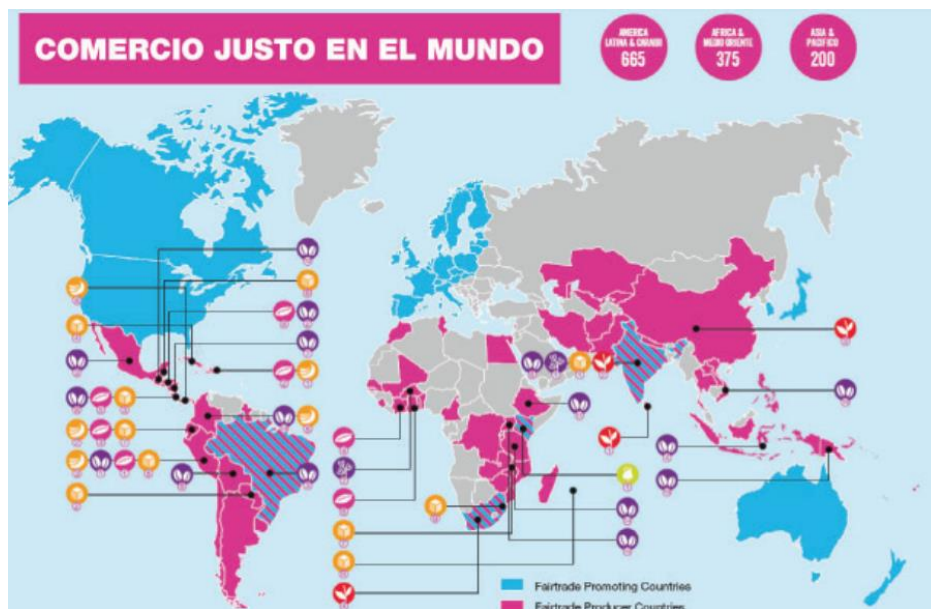 COMERCIO JUSTO EN EL MUNDO
AMERICA
LATINA & CARIBE
665
AFRICA &
MEDIO ORIENTE
375
ASIA &
PACIFICO
200
Fairtrade Promoting Countries
Fairtrade Producer Countries